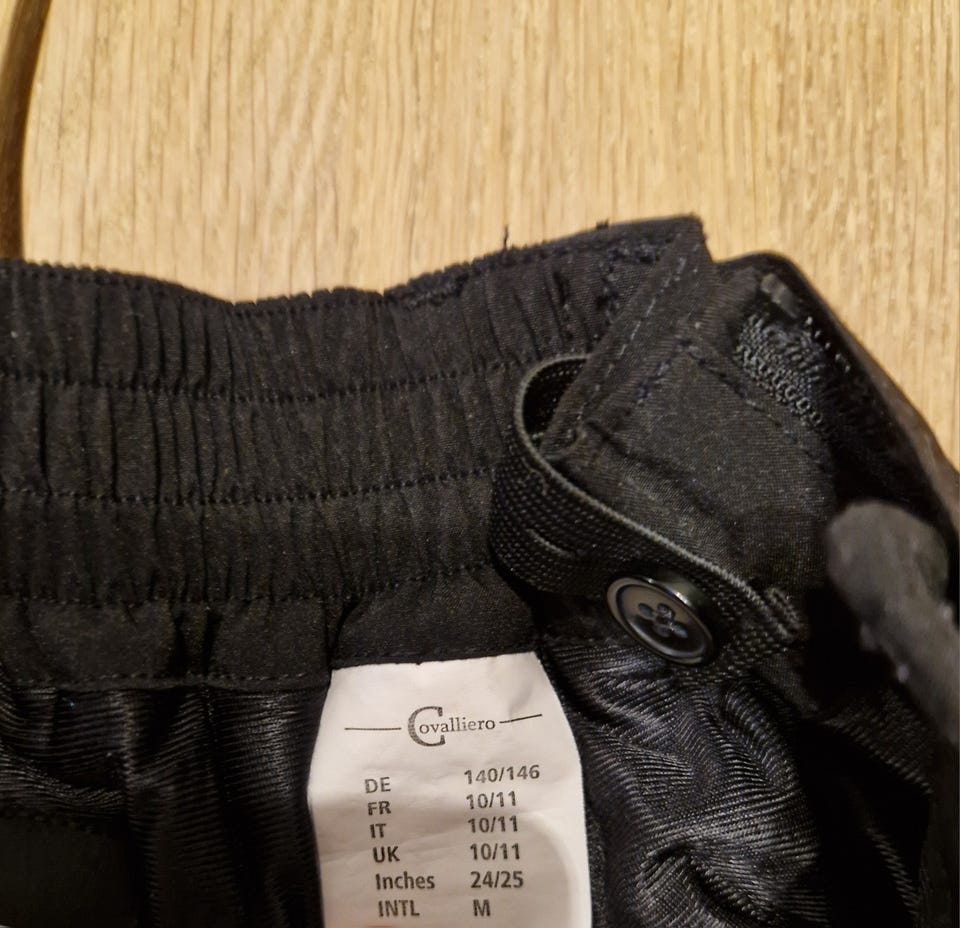 Covalliero
DE 140/146
FR 10/11
IT 10/11
UK 10/11
Inches 24/25
INTL M